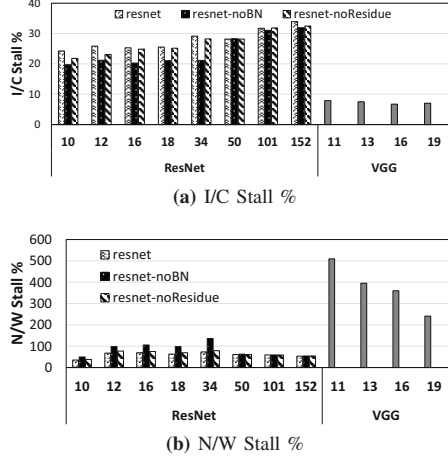 resnet resnet-noBN resnet-noResidue
40
30
20
10
0
I/C Stall %
10 12 16 18 34 50 101 152 11 13 16 19
ResNet VGG
(a) I/C Stall %
600
500
400
300
200
100
0
N/W Stall %
resnet
resnet-noBN
resnet-noResidue
10 12 16 18 34 50 101 152 11 13 16 19
ResNet VGG
(b) N/W Stall %